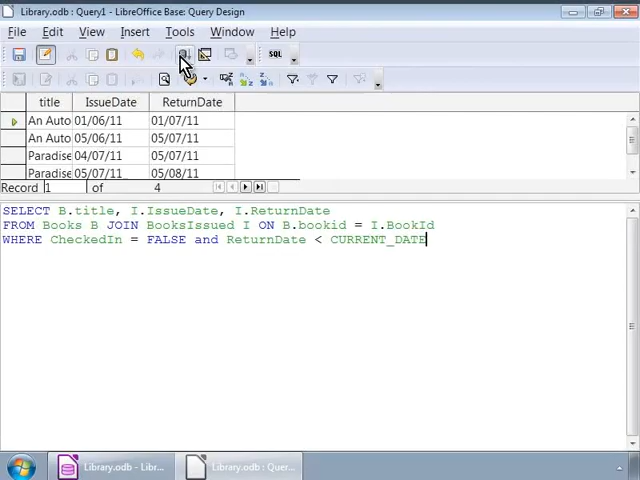 Library.odb : Query1 - LibreOffice Base: Query Design
File Edit View Insert Tools Window Help
SQL
title IssueDate ReturnDate
An Auto 01/06/11 01/07/11
An Auto 05/06/11 05/07/11
Paradise 04/07/11 05/07/11
Paradise 05/07/11 05/08/11
Record 1 of 4
SELECT B.title, I.IssueDate, I.ReturnDate
FROM Books B JOIN BooksIssued I ON B.bookid = I.BookId
WHERE CheckedIn = FALSE and ReturnDate < CURRENT_DATE
Library.odb - Libr... Library.odb : Quer...